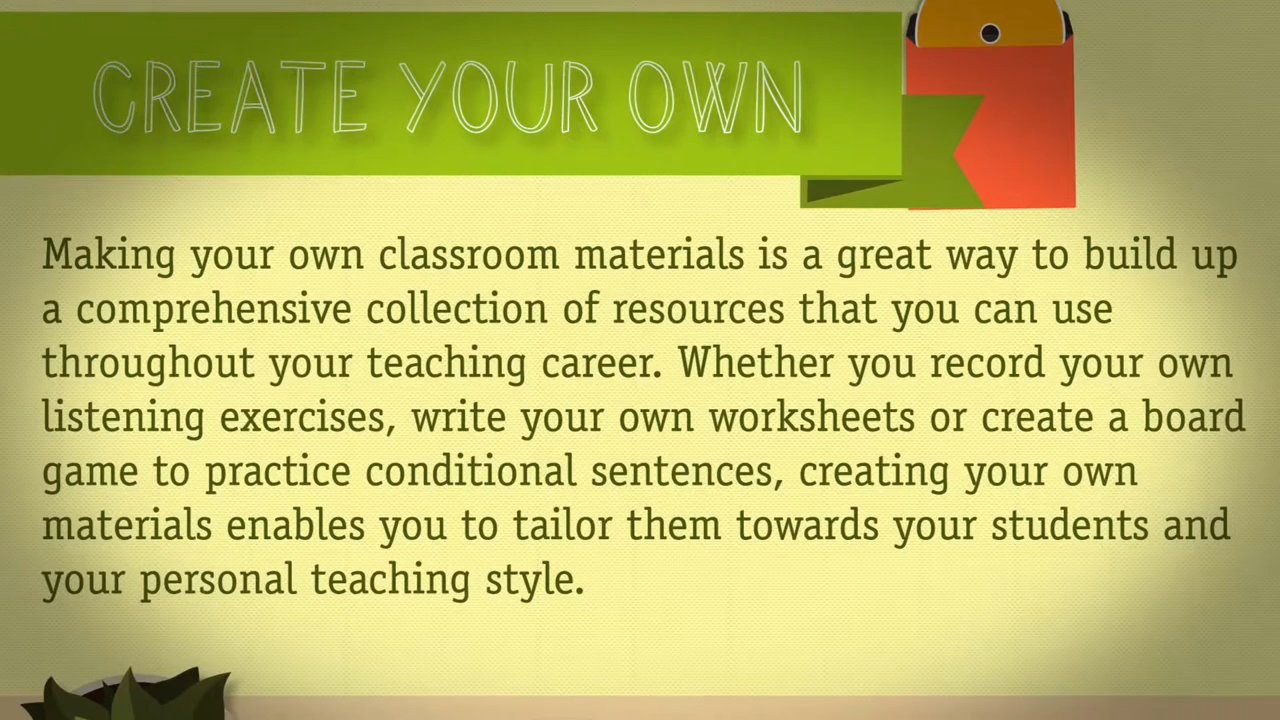 CREATE YOUR OWN
Making your own classroom materials is a great way to build up
a comprehensive collection of resources that you can use
throughout your teaching career. Whether you record your own
listening exercises, write your own worksheets or create a board
game to practice conditional sentences, creating your own
materials enables you to tailor them towards your students and
your personal teaching style.